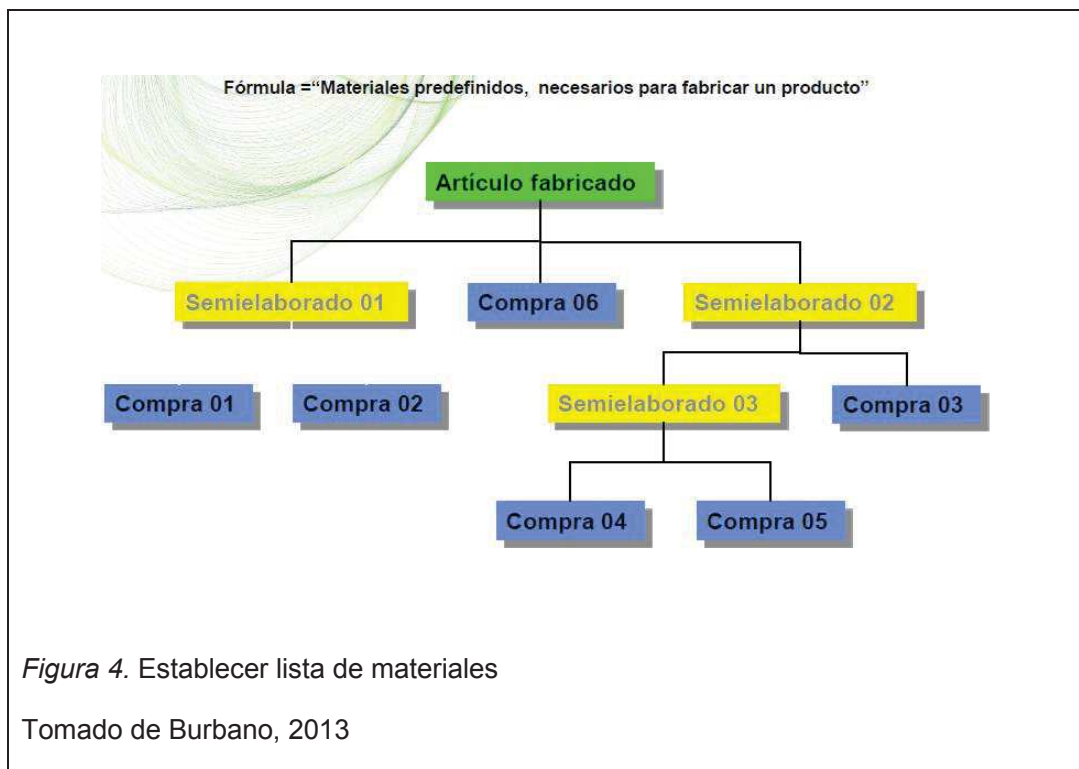 Fórmula =“Materiales predefinidos, necesarios para fabricar un producto”
Artículo fabricado
Semielaborado 01
Compra 06
Semielaborado 02
Compra 01
Compra 02
Semielaborado 03
Compra 03
Compra 04
Compra 05
Figura 4. Establecer lista de materiales
Tomado de Burbano, 2013